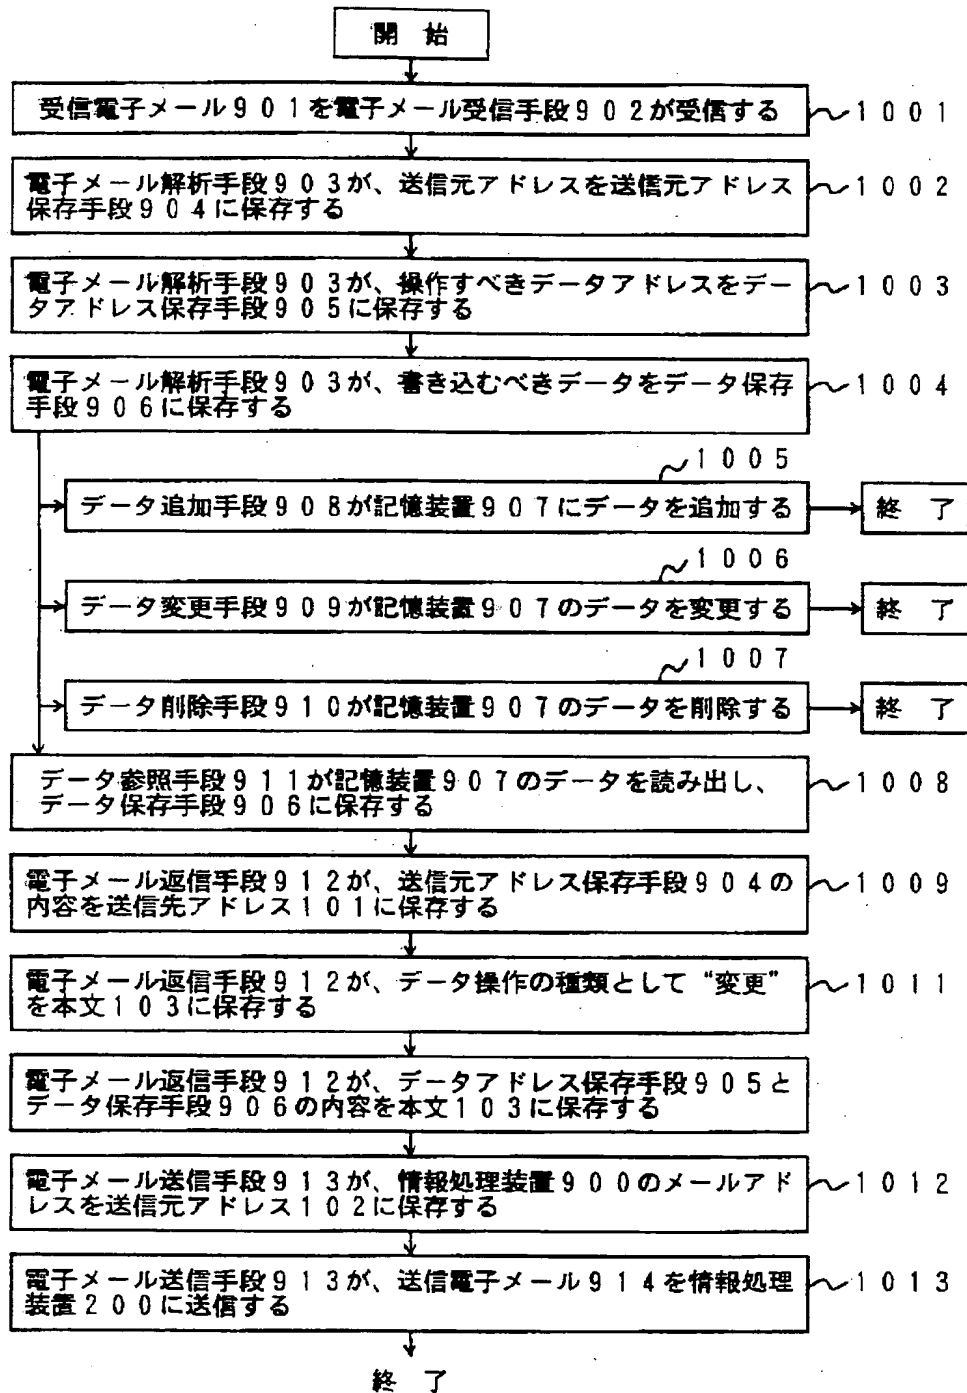 開　始
受信電子メール９０１を電子メール受信手段９０２が受信する
１００１
電子メール解析手段９０３が、送信元アドレスを送信元アドレス
保存手段９０４に保存する
１００２
電子メール解析手段９０３が、操作すべきデータアドレスをデー
タアドレス保存手段９０５に保存する
１００３
電子メール解析手段９０３が、書き込むべきデータをデータ保存
手段９０６に保存する
１００４
１００５
データ追加手段９０８が記憶装置９０７にデータを追加する
終　了
１００６
データ変更手段９０９が記憶装置９０７のデータを変更する
終　了
１００７
データ削除手段９１０が記憶装置９０７のデータを削除する
終　了
データ参照手段９１１が記憶装置９０７のデータを読み出し、
データ保存手段９０６に保存する
１００８
電子メール返信手段９１２が、送信元アドレス保存手段９０４の
内容を送信先アドレス１０１に保存する
１００９
電子メール返信手段９１２が、データ操作の種類として“変更”
を本文１０３に保存する
１０１１
電子メール返信手段９１２が、データアドレス保存手段９０５と
データ保存手段９０６の内容を本文１０３に保存する
電子メール送信手段９１３が、情報処理装置９００のメールアド
レスを送信元アドレス１０２に保存する
１０１２
電子メール送信手段９１３が、送信電子メール９１４を情報処理
装置２００に送信する
１０１３
終　了